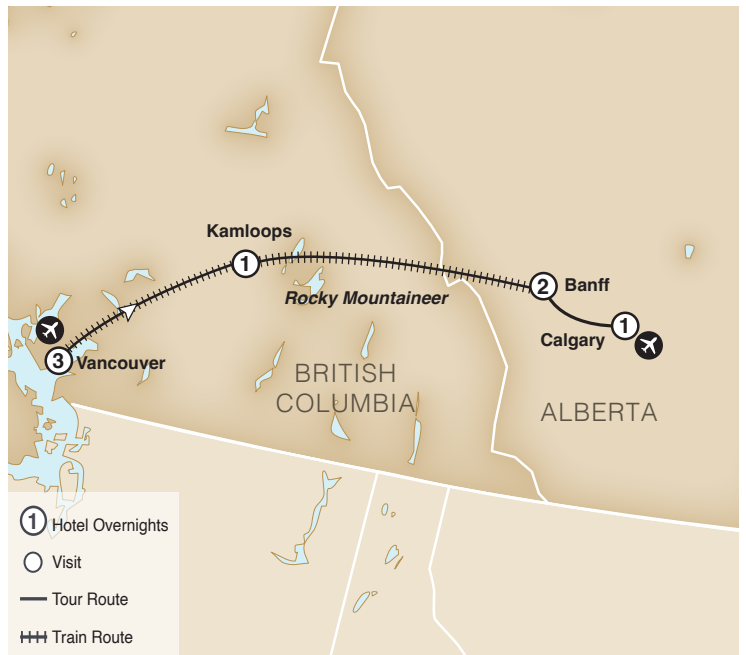 Kamloops
1
Rocky Mountaineer
2
Banff
1
Calgary
3
Vancouver
BRITISH
COLUMBIA
ALBERTA
1 Hotel Overnights
Visit
Tour Route
Train Route